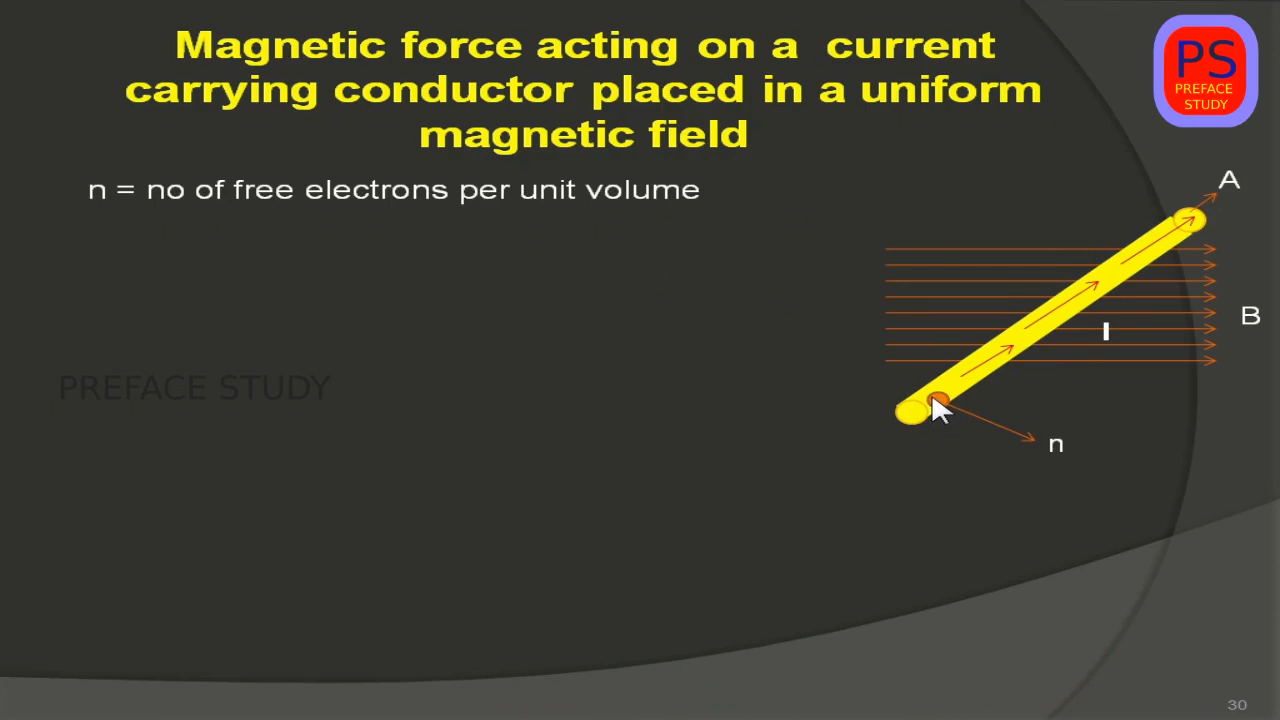 Magnetic force acting on a current
carrying conductor placed in a uniform
magnetic field
PS
PREFACE
STUDY
n = no of free electrons per unit volume
A
B
l
PREFACE STUDY
n
30